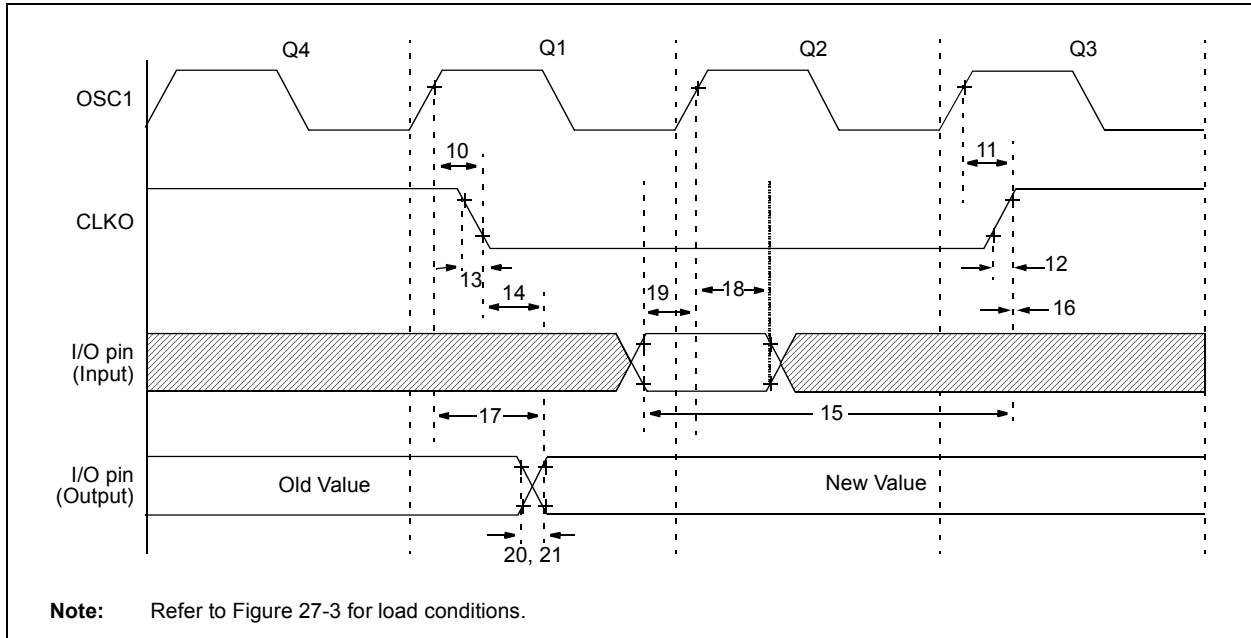 Q4 Q1 Q2 Q3
OSC1
10 11
CLKO
13 12
14 19 18 16
I/O pin
(Input)
17 15
I/O pin
(Output)
Old Value New Value
20, 21
Note: Refer to Figure 27-3 for load conditions.